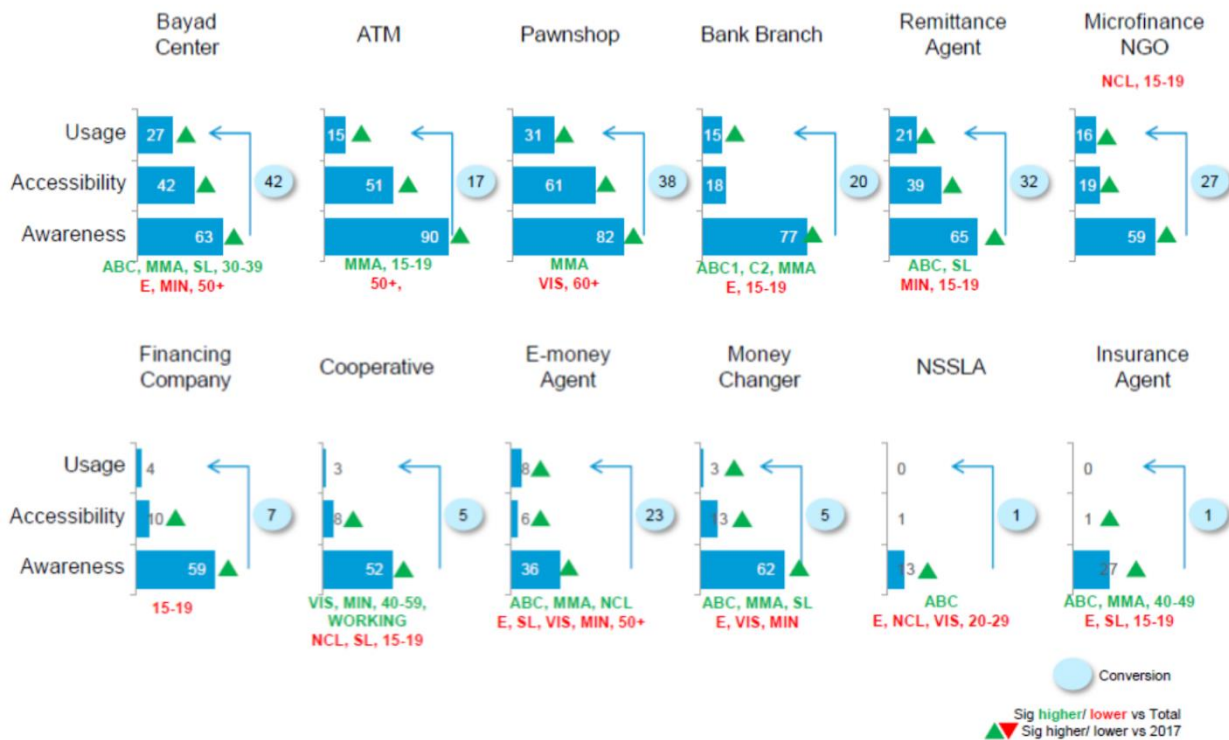 Bayad
Center
ATM
Pawnshop
Bank Branch
Remittance
Agent
Microfinance
NGO
NCL, 15-19
Usage
27
15
31
15
21
16
Accessibility
42
42
51
17
61
38
18
20
39
32
19
27
Awareness
63
90
82
77
65
59
ABC, MMA, SL, 30-39
E, MIN, 50+
MMA, 15-19
50+,
MMA
VIS, 60+
ABC1, C2, MMA
E, 15-19
ABC, SL
MIN, 15-19
Financing
Company
Cooperative
E-money
Agent
Money
Changer
NSSLA
Insurance
Agent
Usage
4
3
8
3
0
0
Accessibility
10
7
8
5
6
23
13
5
1
1
1
1
Awareness
59
52
36
62
13
27
15-19
VIS, MIN, 40-59,
WORKING
NCL, SL, 15-19
ABC, MMA, NCL
E, SL, VIS, MIN, 50+
ABC, MMA, SL
E, VIS, MIN
ABC
E, NCL, VIS, 20-29
ABC, MMA, 40-49
E, SL, 15-19
Conversion
Sig higher/ lower vs Total
Sig higher/ lower vs 2017